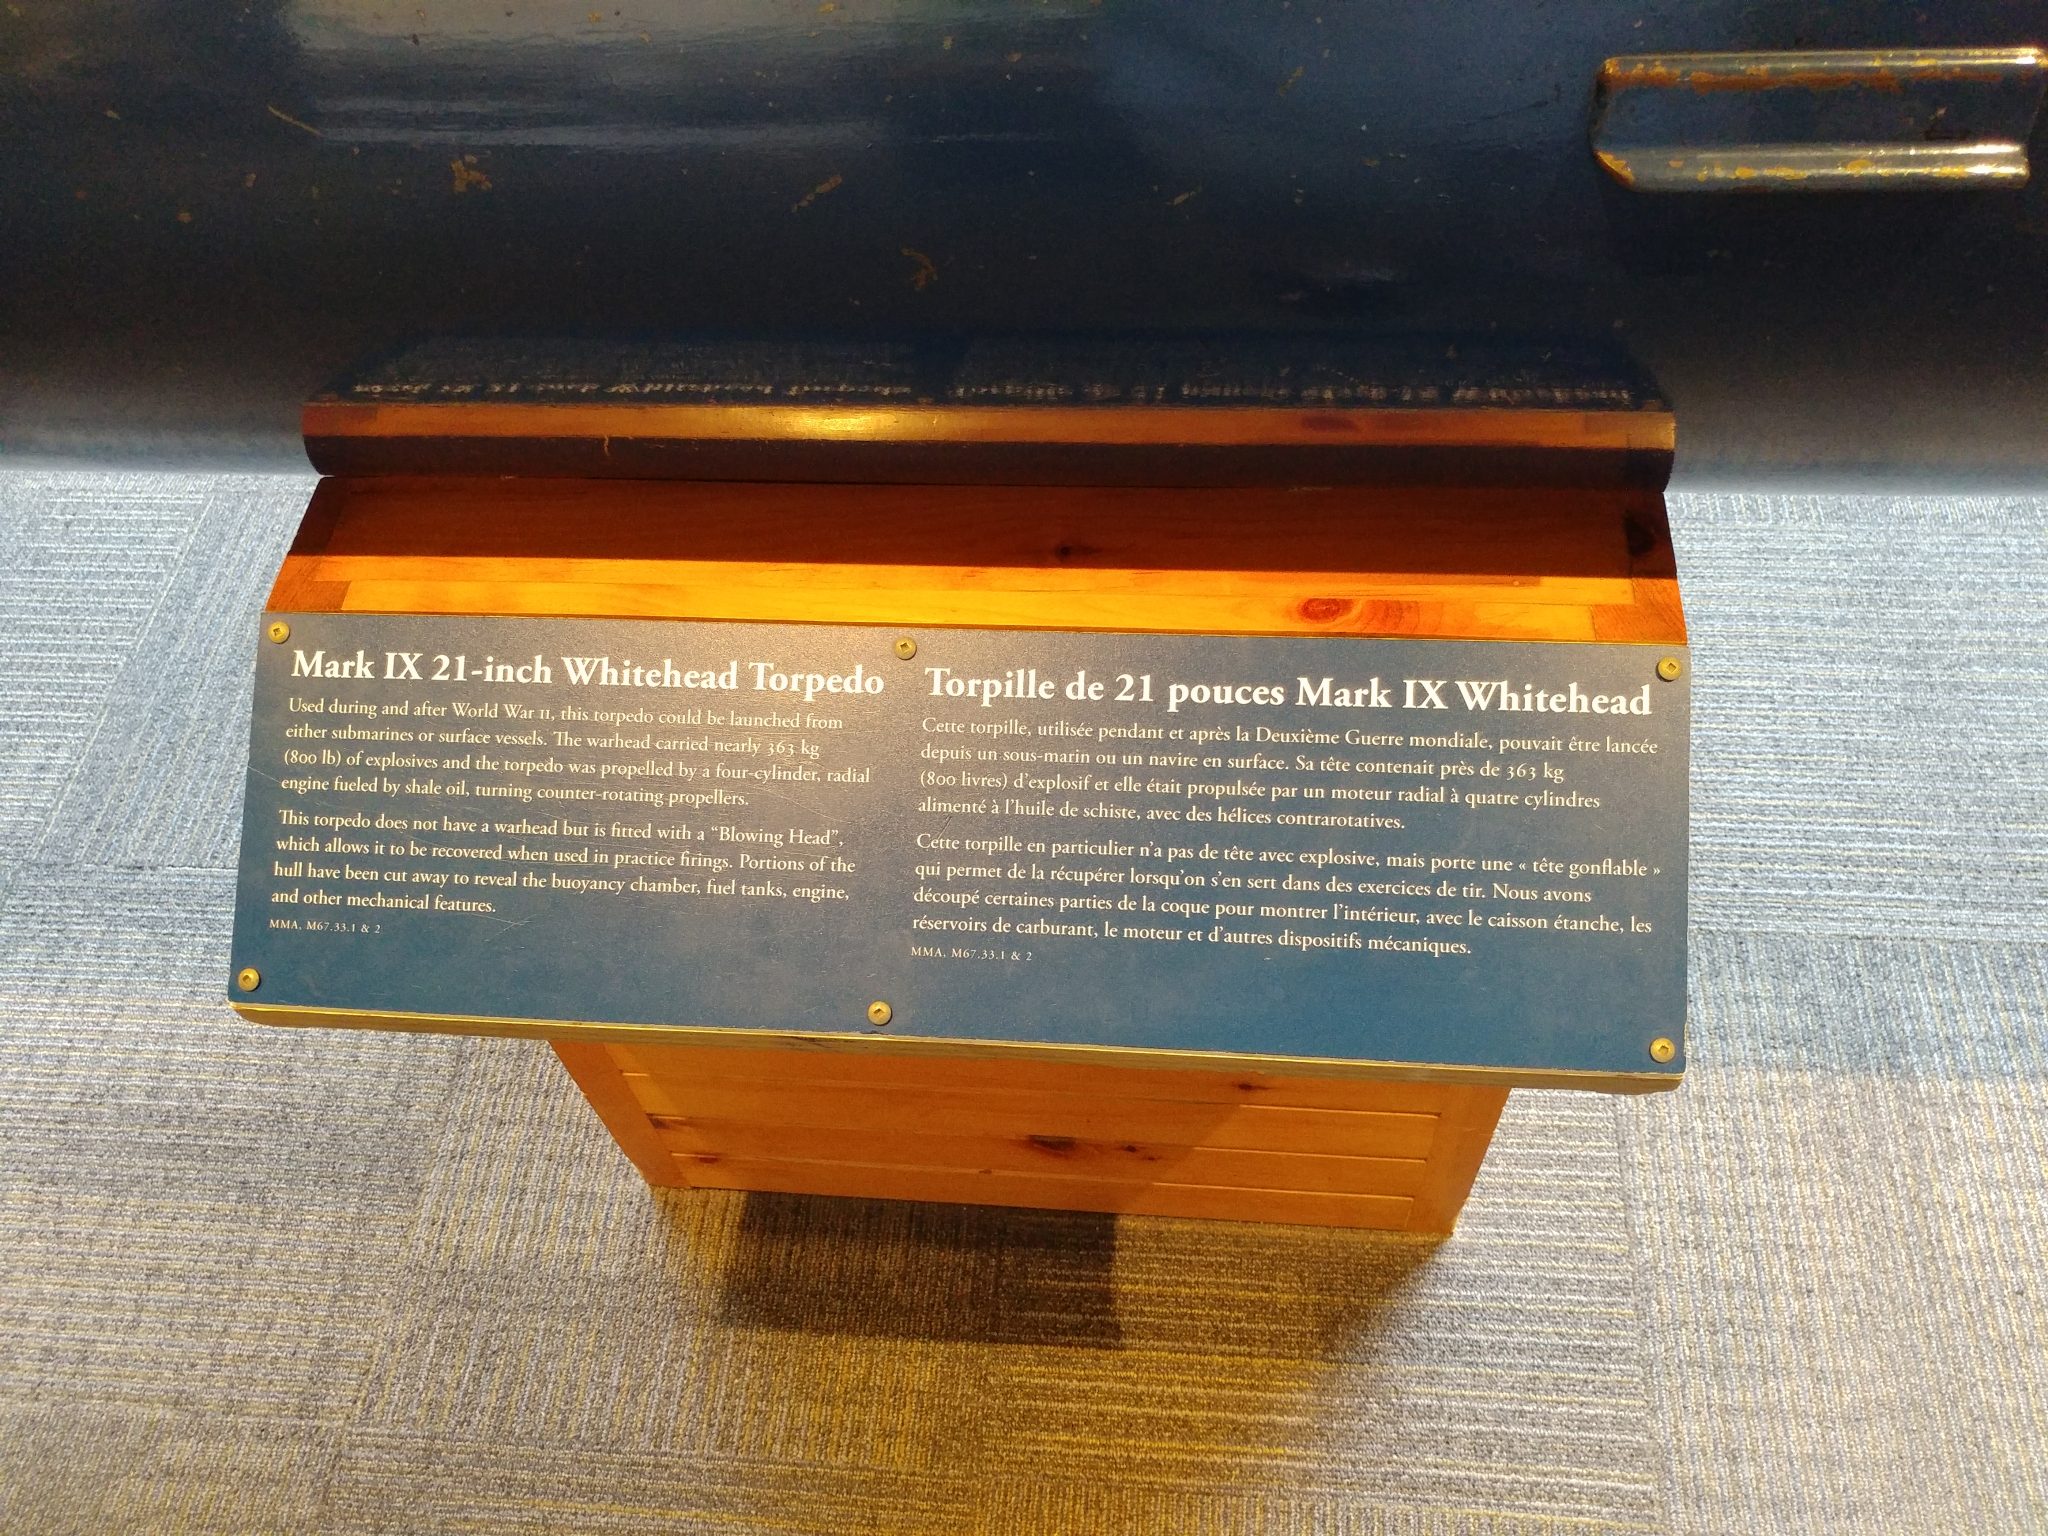 Mark IX 21-inch Whitehead Torpedo
Used during and after World War II, this torpedo could be launched from
either submarines or surface vessels. The warhead carried nearly 363 kg
(800 lb) of explosives and the torpedo was propelled by a four-cylinder, radial
engine fueled by shale oil, turning counter-rotating propellers.
This torpedo does not have a warhead but is fitted with a “Blowing Head”,
which allows it to be recovered when used in practice firings. Portions of the
hull have been cut away to reveal the buoyancy chamber, fuel tanks, engine,
and other mechanical features.
MMA, M67.33.1 & 2
Torpille de 21 pouces Mark IX Whitehead
Cette torpille, utilisée pendant et après la Deuxième Guerre mondiale, pouvait être lancée
depuis un sous-marin ou un navire en surface. Sa tête contenait près de 363 kg
(800 livres) d’explosif et elle était propulsée par un moteur radial à quatre cylindres
alimenté à l’huile de schiste, avec des hélices contrarotatives.
Cette torpille en particulier n’a pas de tête avec explosive, mais porte une « tête gonflable »
qui permet de la récupérer lorsqu’on s’en sert dans des exercices de tir. Nous avons
découpé certaines parties de la coque pour montrer l’intérieur, avec le caisson étanche, les
réservoirs de carburant, le moteur et d’autres dispositifs mécaniques.
MMA, M67.33.1 & 2